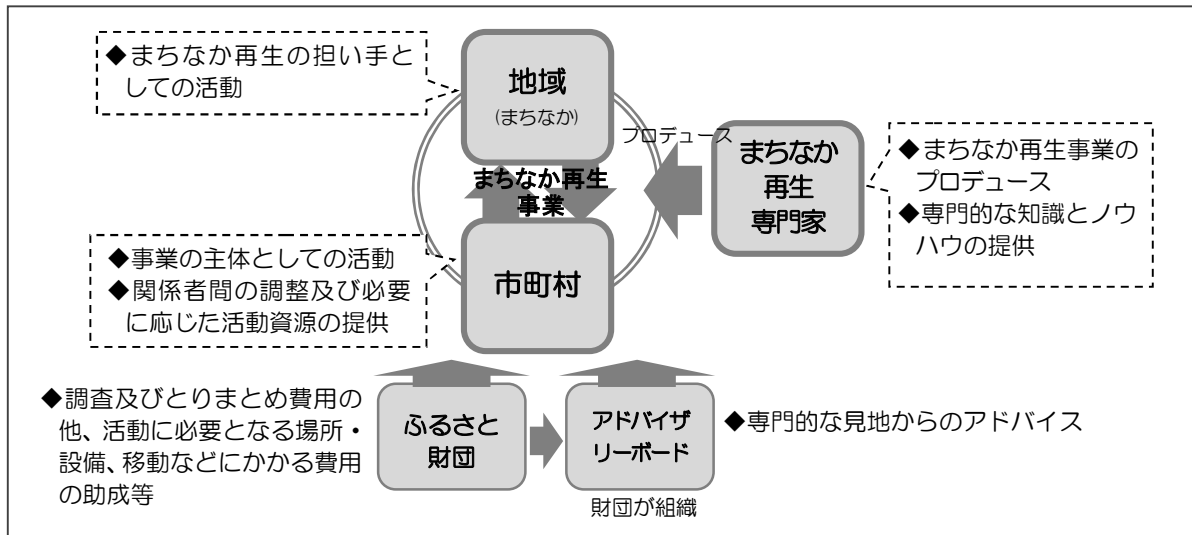 ◆まちなか再生の担い手と
しての活動
地域
(まちなか)
プロデュース
まちなか
再生
専門家
◆まちなか再生事業の
プロデュース
◆専門的な知識とノウ
ハウの提供
まちなか再生
事業
◆事業の主体としての活動
◆関係者間の調整及び必要
に応じた活動資源の提供
市町村
◆調査及びとりまとめ費用の
他、活動に必要となる場所・
設備、移動などにかかる費用
の助成等
ふるさと
財団
アドバイザ
リーボード
財団が組織
◆専門的な見地からのアドバイス